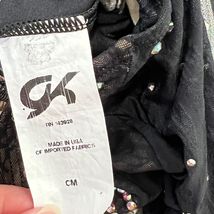 GK
RN 143928
MADE IN USA
OF IMPORTED FABRICS
CM